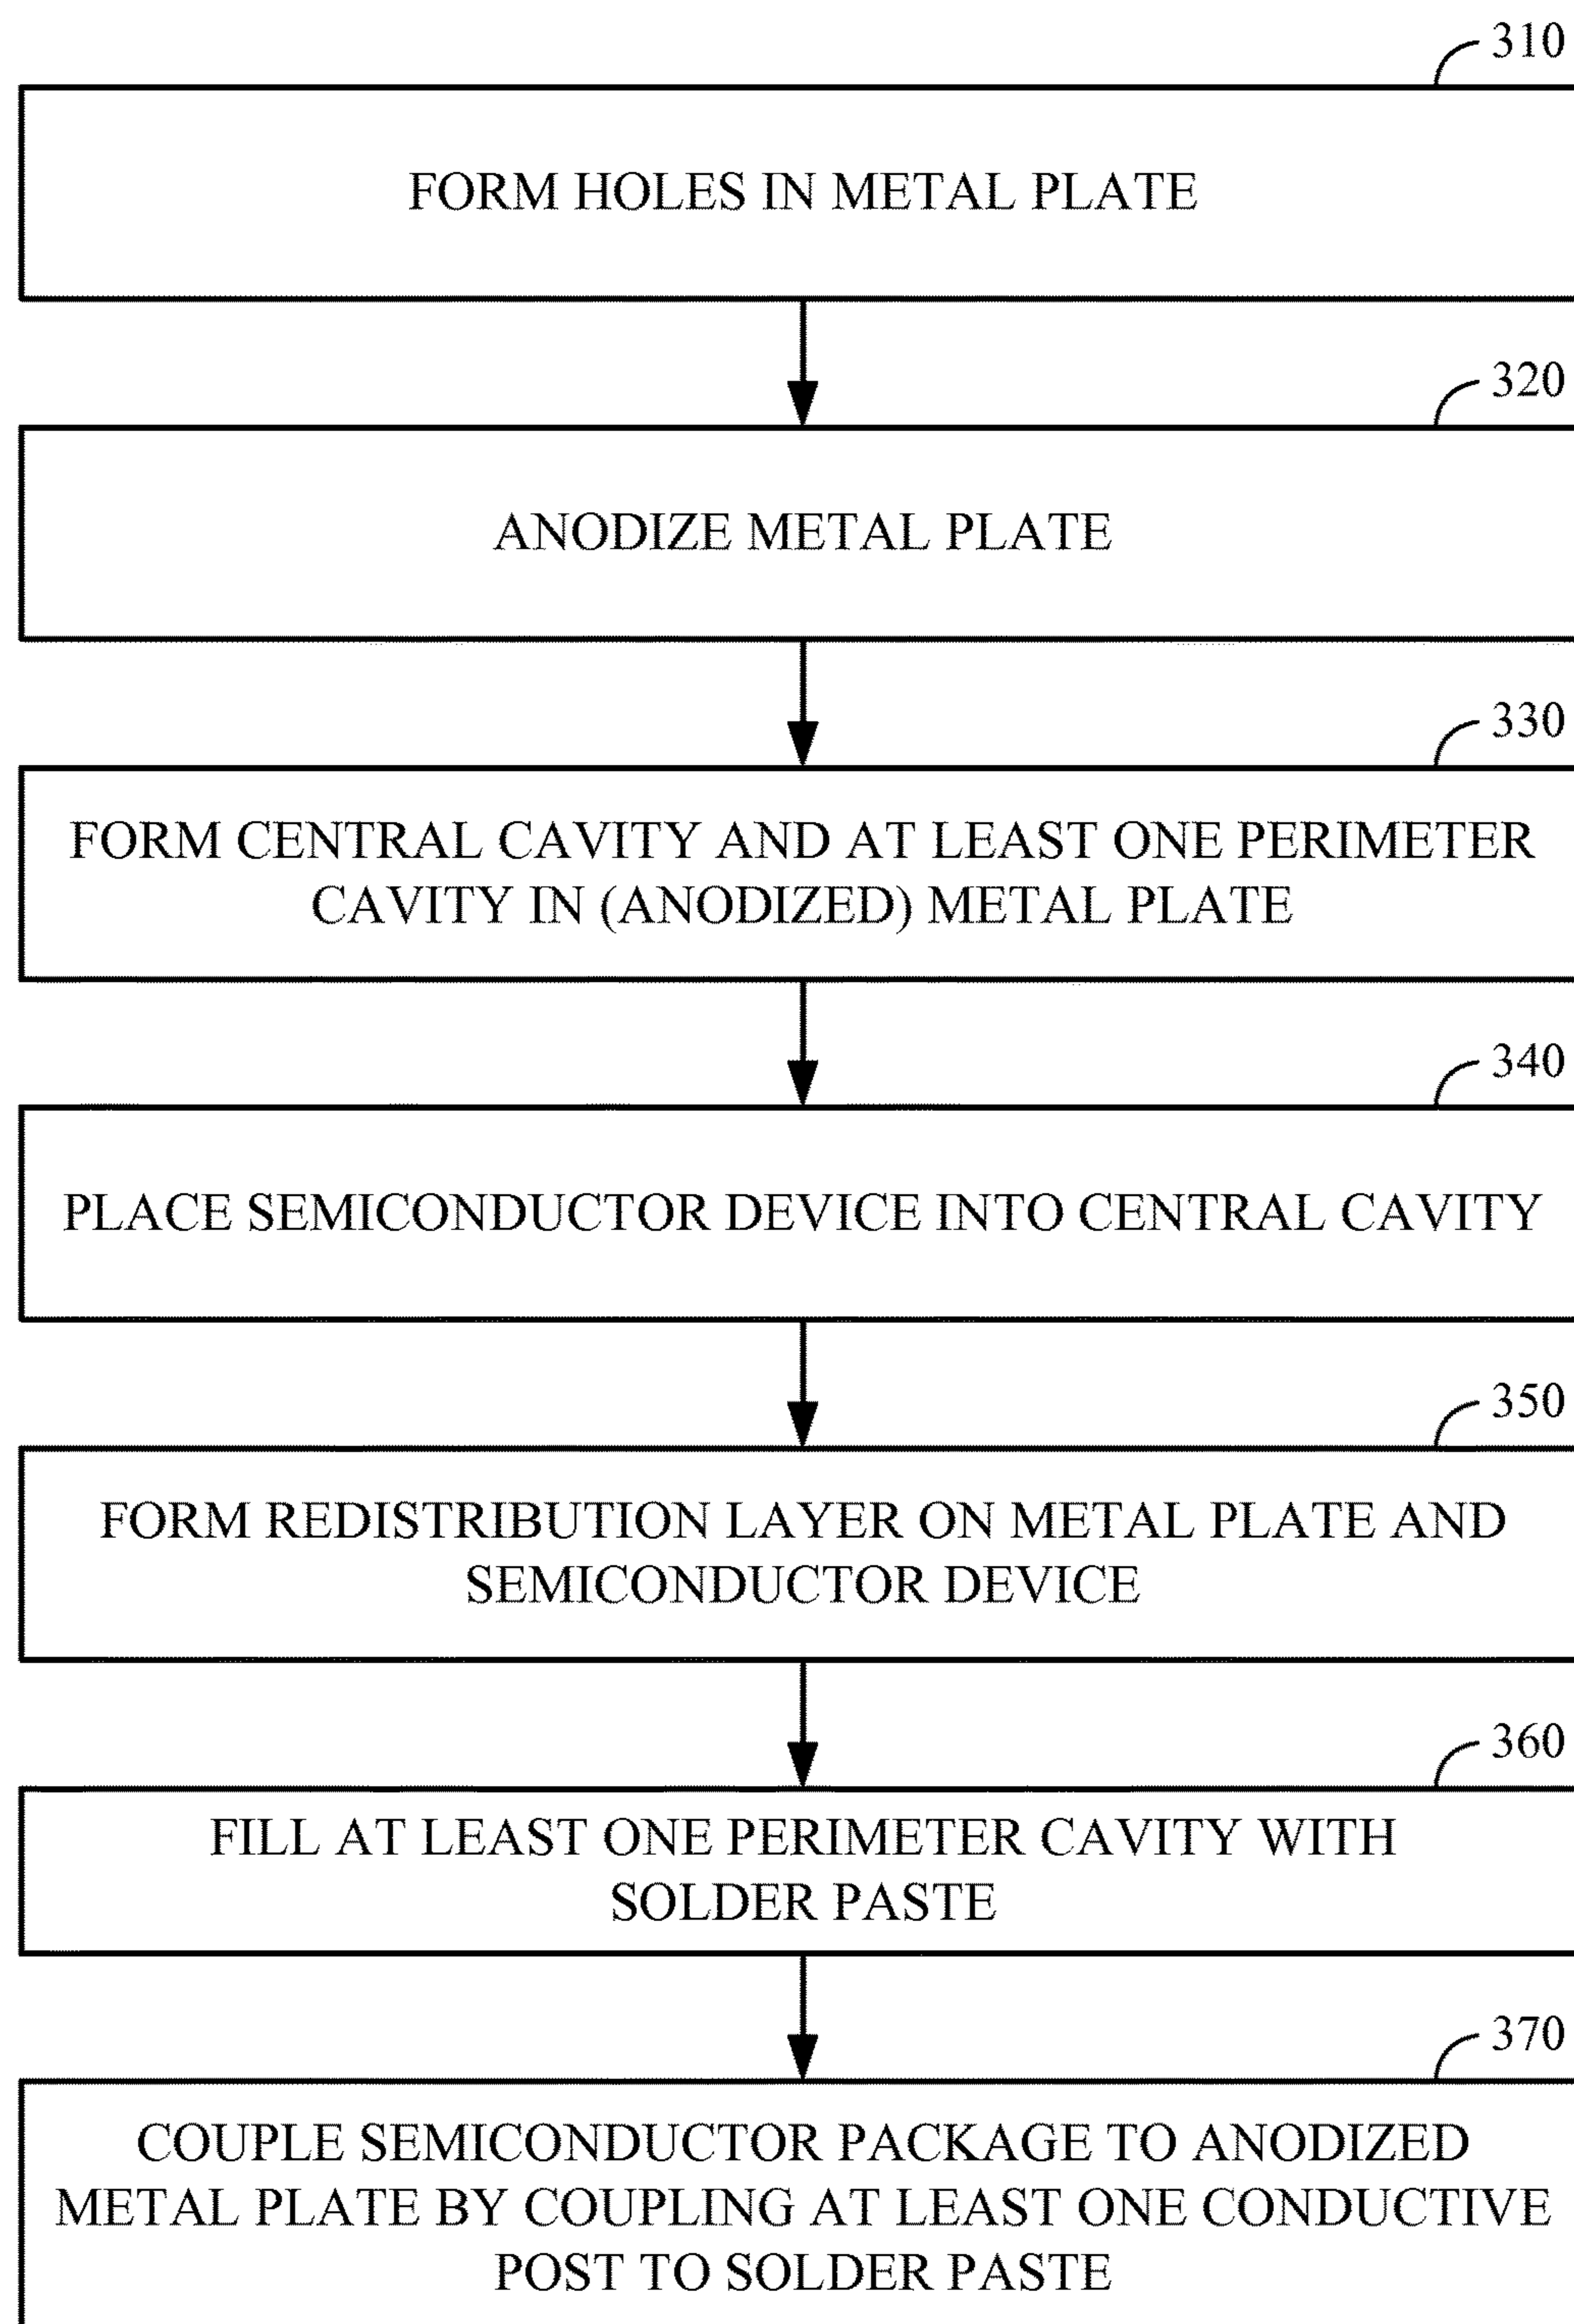 310
FORM HOLES IN METAL PLATE
320
ANODIZE METAL PLATE
330
FORM CENTRAL CAVITY AND AT LEAST ONE PERIMETER
CAVITY IN (ANODIZED) METAL PLATE
340
PLACE SEMICONDUCTOR DEVICE INTO CENTRAL CAVITY
350
FORM REDISTRIBUTION LAYER ON METAL PLATE AND
SEMICONDUCTOR DEVICE
360
FILL AT LEAST ONE PERIMETER CAVITY WITH
SOLDER PASTE
370
COUPLE SEMICONDUCTOR PACKAGE TO ANODIZED
METAL PLATE BY COUPLING AT LEAST ONE CONDUCTIVE
POST TO SOLDER PASTE